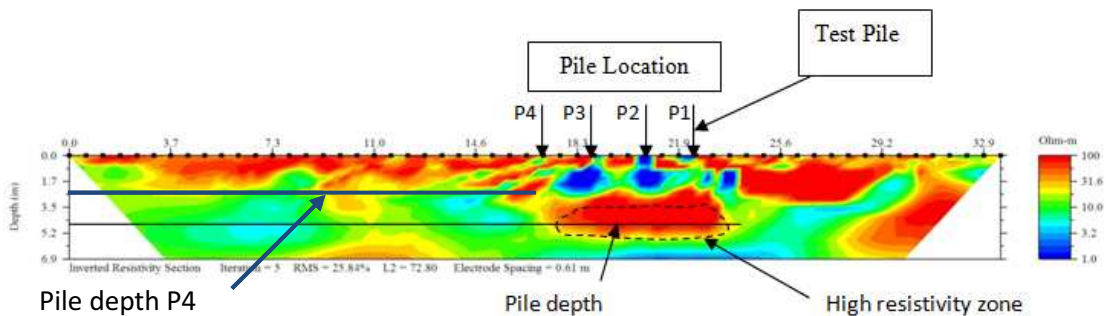 Test Pile
Pile Location
P4 P3 P2 P1
0.0 3.7 7.3 11.0 14.6 18.3 21.9 25.6 29.2 32.9
Ohm-m
Depth (m)
0.0
1.7
3.5
5.2
6.9
100
31.6
10.0
3.2
1.0
Inverted Resistivity Section Iteration = 5 RMS = 25.84% L2 = 72.80 Electrode Spacing = 0.61 m
Pile depth P4
Pile depth
High resistivity zone